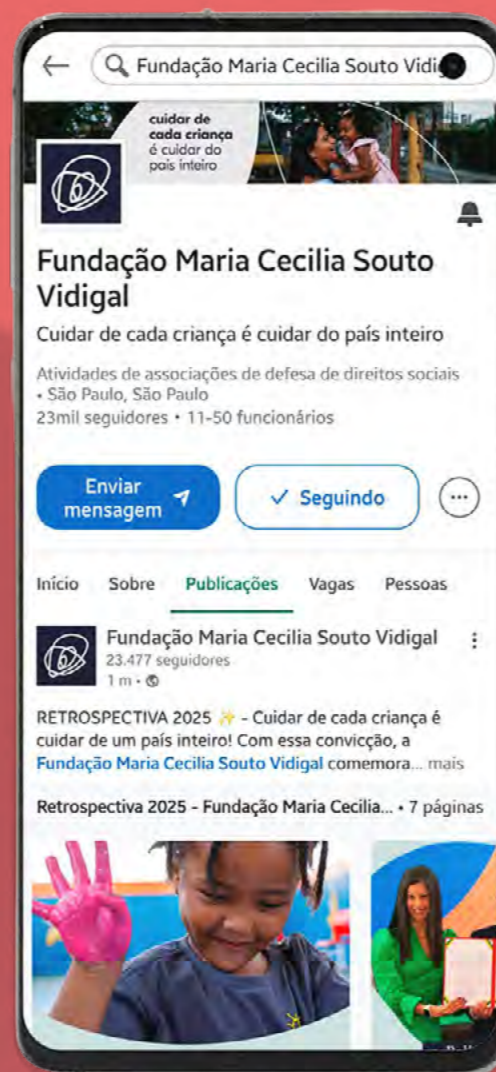 Fundação Maria Cecilia Souto Vidig
cuidar de
cada criança
é cuidar do
país inteiro
Fundação Maria Cecilia Souto
Vidigal
Cuidar de cada criança é cuidar do país inteiro
Atividades de associações de defesa de direitos sociais
• São Paulo, São Paulo
23mil seguidores • 11-50 funcionários
Enviar
mensagem
Seguindo
Início Sobre Publicações Vagas Pessoas
Fundação Maria Cecilia Souto Vidigal
23.477 seguidores
1 m •
RETROSPECTIVA 2025 ✨ - Cuidar de cada criança é
cuidar de um país inteiro! Com essa convicção, a
Fundação Maria Cecilia Souto Vidigal comemora... mais
Retrospectiva 2025 - Fundação Maria Cecilia... • 7 páginas